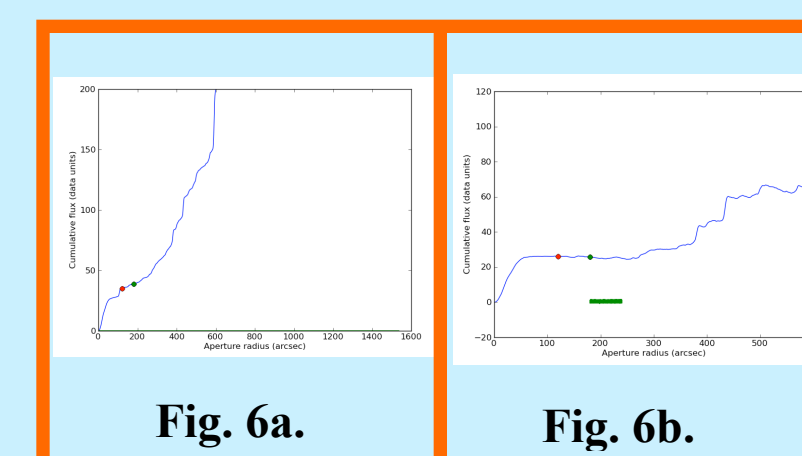 200
150
100
50
0
0 200 400 600 800 1000 1200 1400 1600
Cumulative flux (data units)
Aperture radius (arcsec)
Fig. 6a.
120
100
80
60
40
20
0
−20
0 100 200 300 400 500
Cumulative flux (data units)
Aperture radius (arcsec)
Fig. 6b.